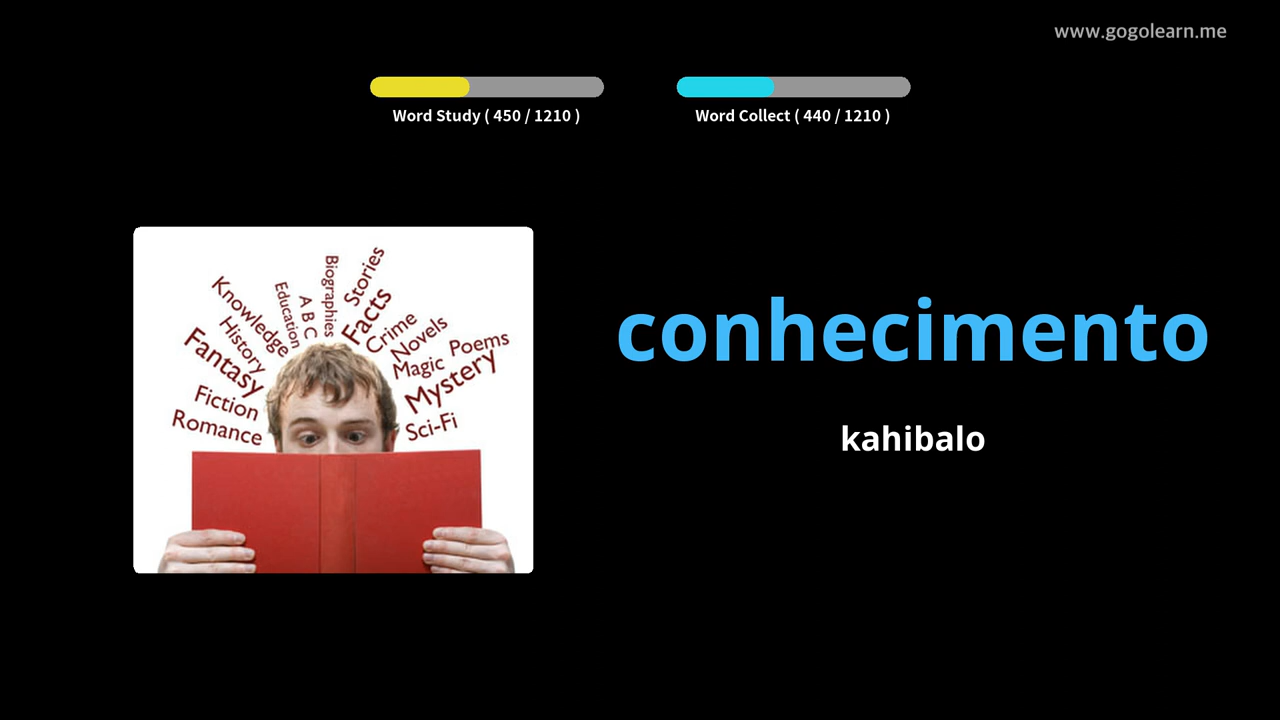 www.gogolearn.me
Word Study ( 450 / 1210 )
Word Collect ( 440 / 1210 )
Biographies
Stories
Knowledge
Education
A B C
Facts
History
Crime
Novels
Fantasy
Poems
Magic
Mystery
Fiction
Romance
Sci-Fi
conhecimento
kahibalo